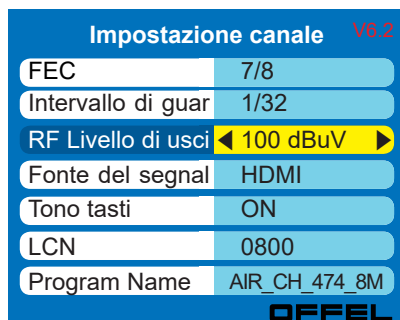 Impostazione canale V6.2
FEC 7/8
Intervallo di guar 1/32
RF Livello di usci 100 dBuV
Fonte del segnal HDMI
Tono tasti ON
LCN 0800
Program Name AIR_CH_474_8M
OFFEL